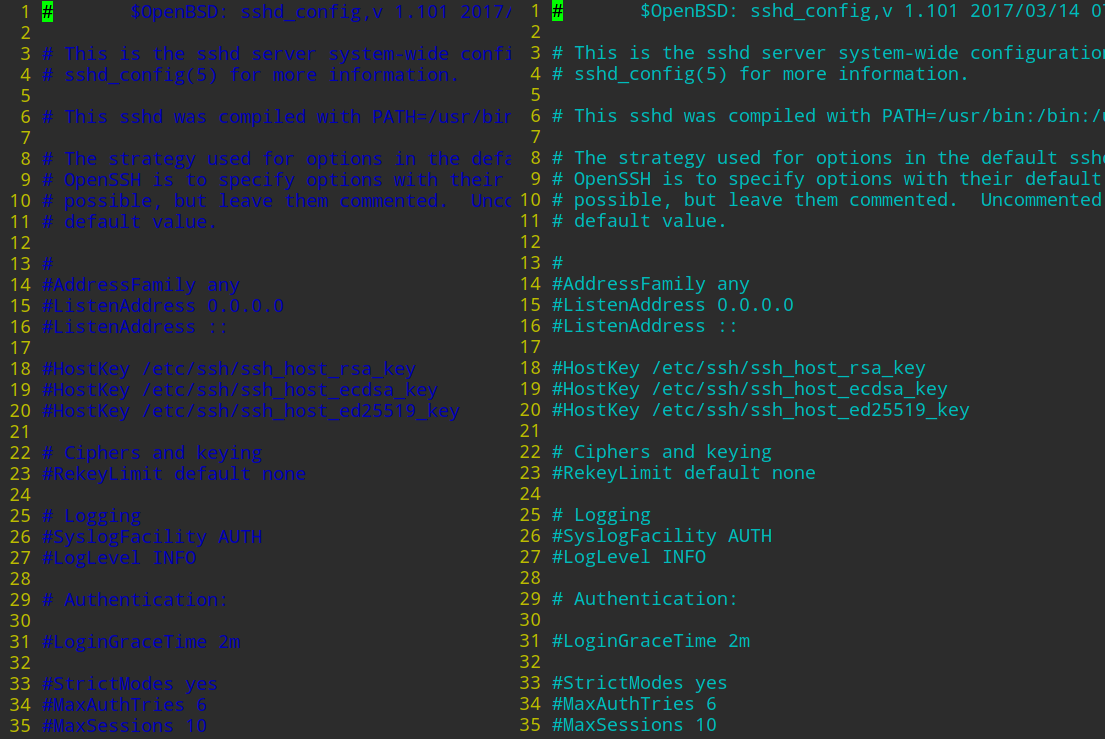 1 #       $OpenBSD: sshd_config,v 1.101 2017/
2
3 # This is the sshd server system-wide confi
4 # sshd_config(5) for more information.
5
6 # This sshd was compiled with PATH=/usr/bin
7
8 # The strategy used for options in the defa
9 # OpenSSH is to specify options with their
10 # possible, but leave them commented.  Unco
11 # default value.
12
13 #
14 #AddressFamily any
15 #ListenAddress 0.0.0.0
16 #ListenAddress ::
17
18 #HostKey /etc/ssh/ssh_host_rsa_key
19 #HostKey /etc/ssh/ssh_host_ecdsa_key
20 #HostKey /etc/ssh/ssh_host_ed25519_key
21
22 # Ciphers and keying
23 #RekeyLimit default none
24
25 # Logging
26 #SyslogFacility AUTH
27 #LogLevel INFO
28
29 # Authentication:
30
31 #LoginGraceTime 2m
32
33 #StrictModes yes
34 #MaxAuthTries 6
35 #MaxSessions 10
1 #       $OpenBSD: sshd_config,v 1.101 2017/03/14 0
2
3 # This is the sshd server system-wide configuration
4 # sshd_config(5) for more information.
5
6 # This sshd was compiled with PATH=/usr/bin:/bin:/u
7
8 # The strategy used for options in the default sshd
9 # OpenSSH is to specify options with their default
10 # possible, but leave them commented.  Uncommented
11 # default value.
12
13 #
14 #AddressFamily any
15 #ListenAddress 0.0.0.0
16 #ListenAddress ::
17
18 #HostKey /etc/ssh/ssh_host_rsa_key
19 #HostKey /etc/ssh/ssh_host_ecdsa_key
20 #HostKey /etc/ssh/ssh_host_ed25519_key
21
22 # Ciphers and keying
23 #RekeyLimit default none
24
25 # Logging
26 #SyslogFacility AUTH
27 #LogLevel INFO
28
29 # Authentication:
30
31 #LoginGraceTime 2m
32
33 #StrictModes yes
34 #MaxAuthTries 6
35 #MaxSessions 10